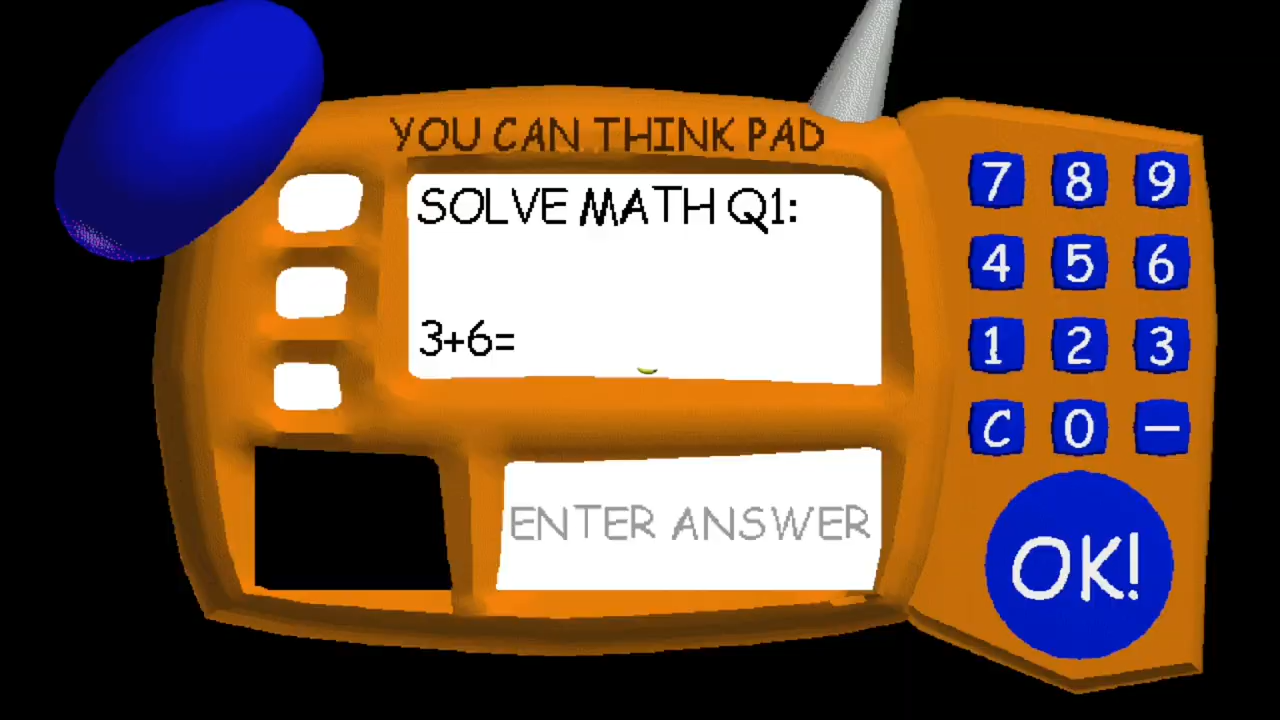 YOU CAN THINK PAD
SOLVE MATH Q1:
3+6=
ENTER ANSWER
7 8 9
4 5 6
1 2 3
C 0 −
OK!